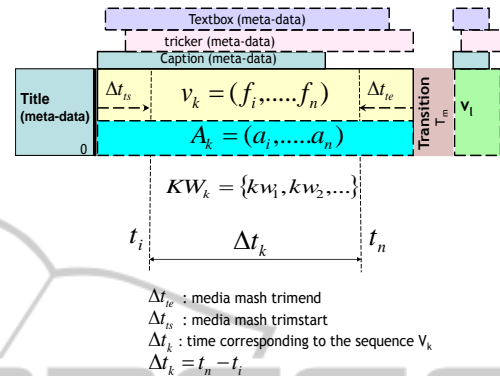 Textbox (meta-data)
tricker (meta-data)
Caption (meta-data)
Title
(meta-data)
0
Δt_ts
v_k = (f_i,.....f_n)
Δt_te
A_k = (a_i,.....a_n)
Transition
T_m
v_l
KW_k = {kw_1, kw_2,...}
t_i
Δt_k
t_n
Δt_te : media mash trimend
Δt_ts : media mash trimstart
Δt_k : time corresponding to the sequence V_k
Δt_k = t_n − t_i